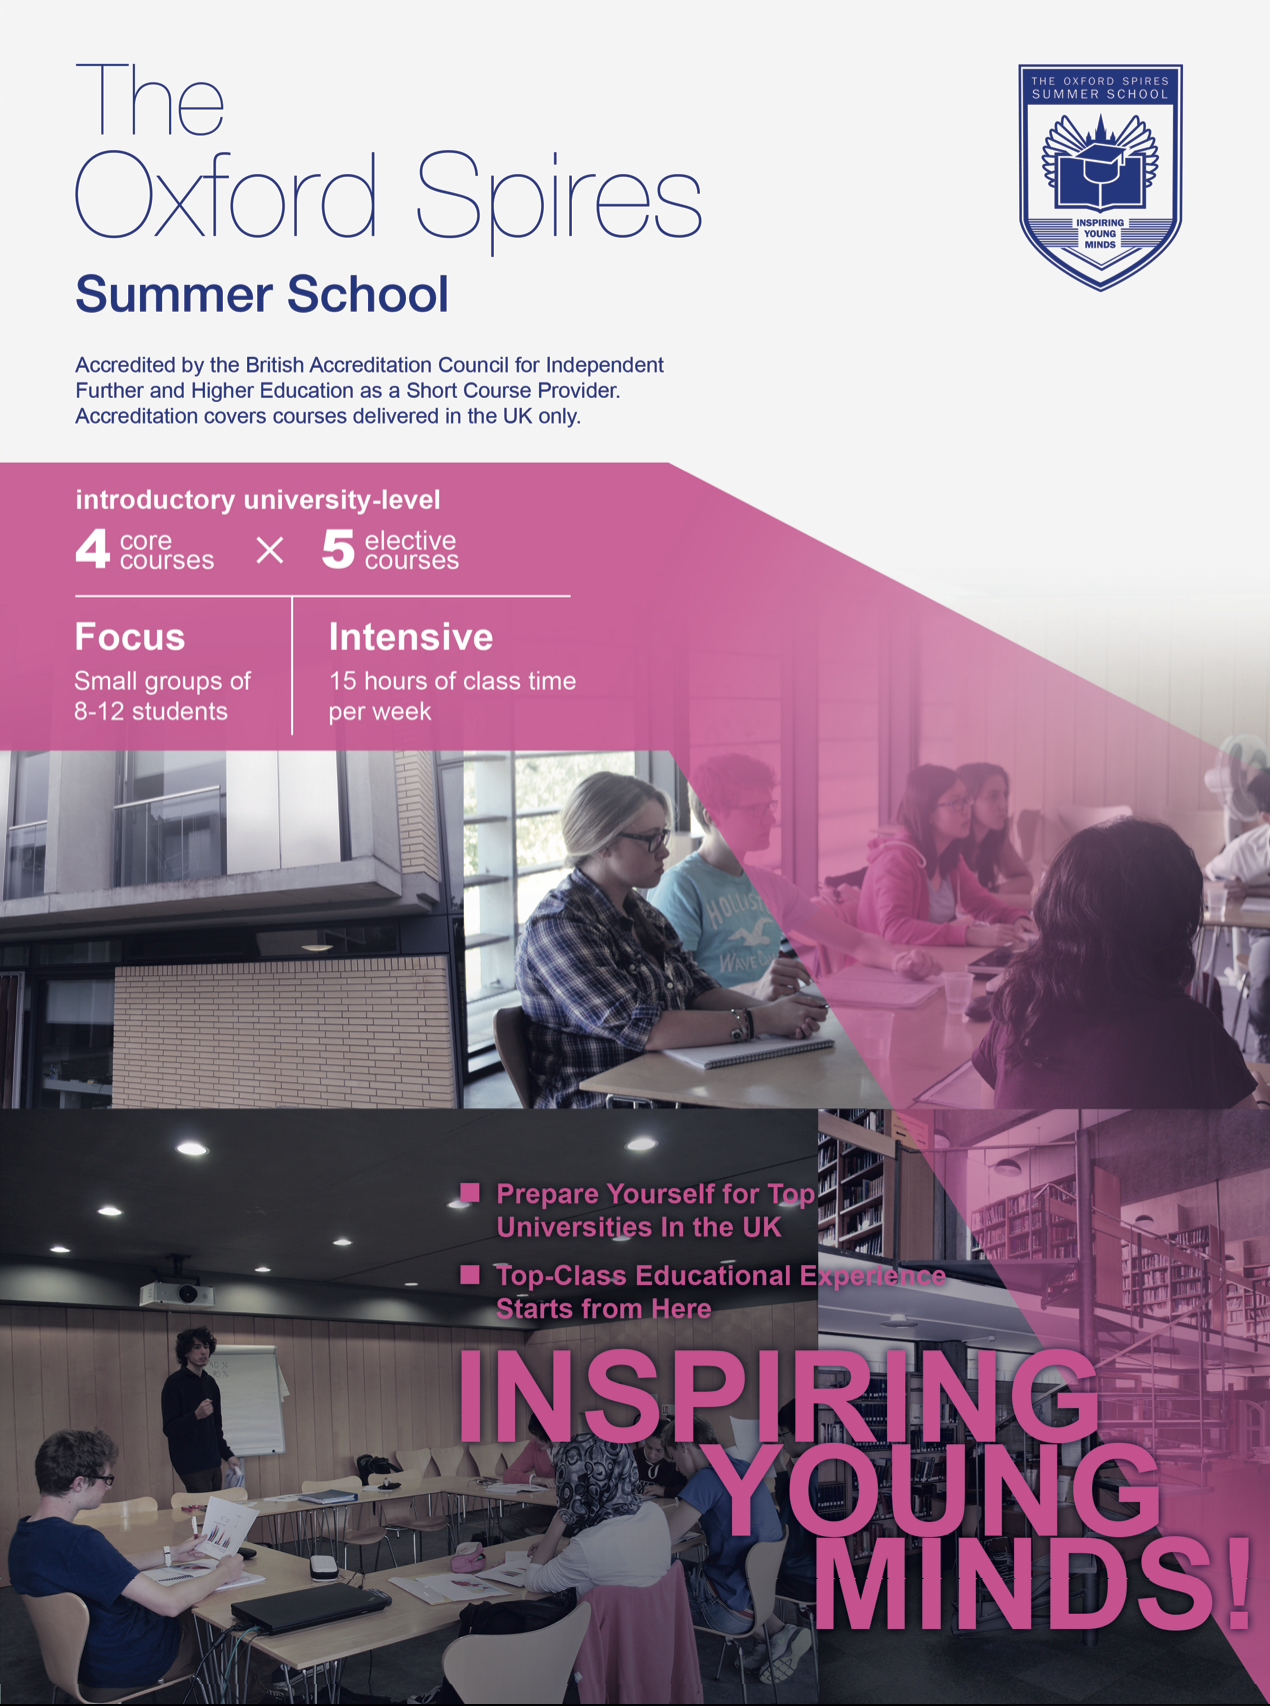 The
Oxford Spires
Summer School
THE OXFORD SPIRES
SUMMER SCHOOL
INSPIRING
YOUNG
MINDS
Accredited by the British Accreditation Council for Independent
Further and Higher Education as a Short Course Provider.
Accreditation covers courses delivered in the UK only.
introductory university-level
4 core courses × 5 elective courses
Focus
Small groups of
8-12 students
Intensive
15 hours of class time
per week
HOLLISTER
WAVE
■ Prepare Yourself for Top
Universities In the UK
■ Top-Class Educational Experience
Starts from Here
INSPIRING
YOUNG
MINDS!